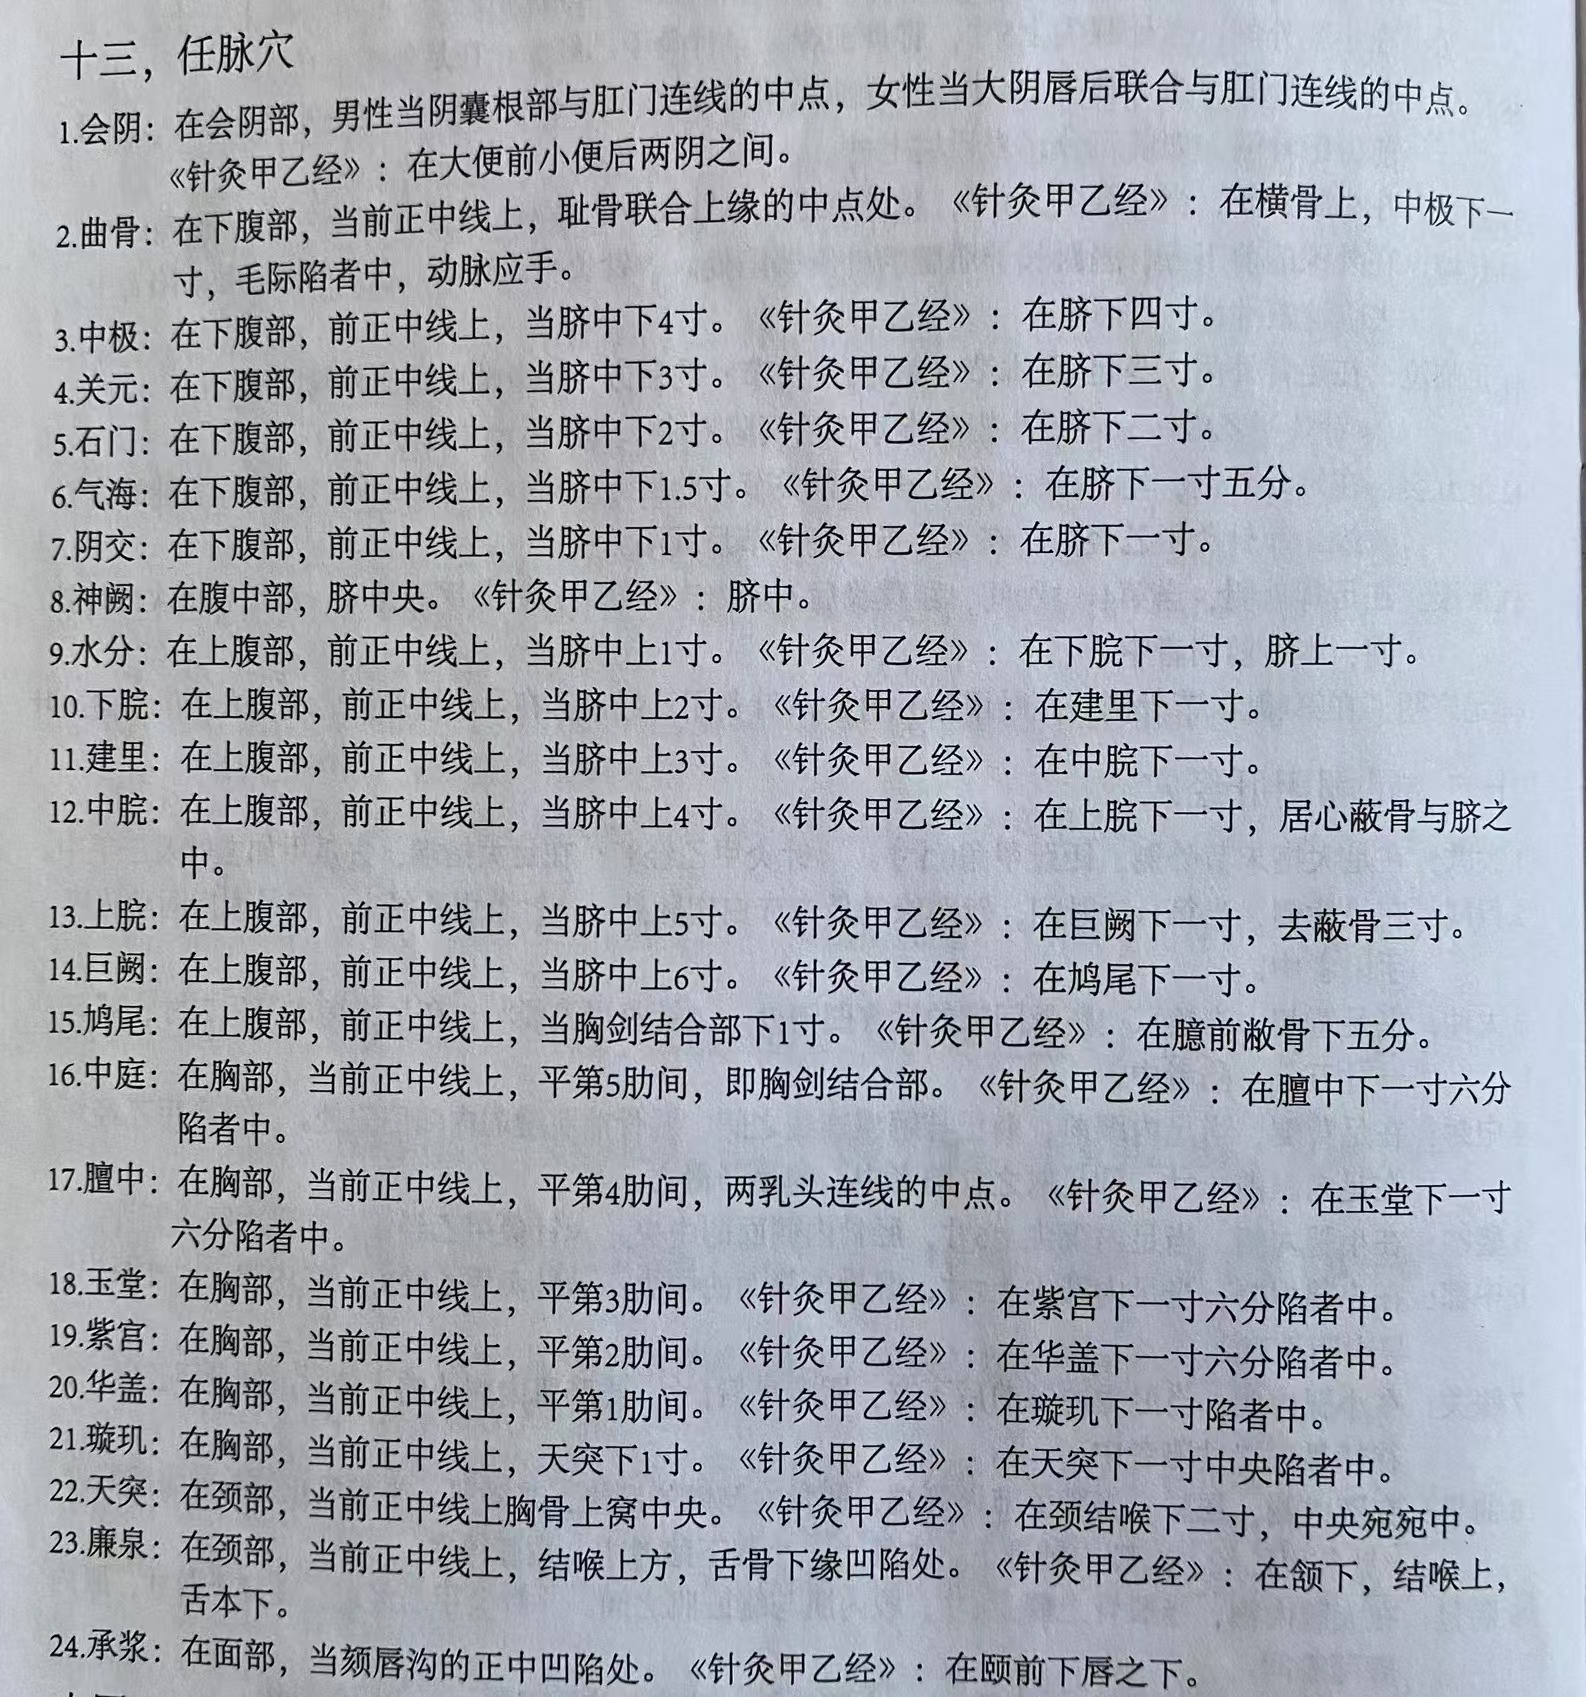 十三，任脉穴
1.会阴：在会阴部，男性当阴囊根部与肛门连线的中点，女性当大阴唇后联合与肛门连线的中点。
《针灸甲乙经》：在大便前小便后两阴之间。
2.曲骨：在下腹部，当前正中线上，耻骨联合上缘的中点处。《针灸甲乙经》：在横骨上，中极下一
寸，毛际陷者中，动脉应手。
3.中极：在下腹部，前正中线上，当脐中下4寸。《针灸甲乙经》：在脐下四寸。
4.关元：在下腹部，前正中线上，当脐中下3寸。《针灸甲乙经》：在脐下三寸。
5.石门：在下腹部，前正中线上，当脐中下2寸。《针灸甲乙经》：在脐下二寸。
6.气海：在下腹部，前正中线上，当脐中下1.5寸。《针灸甲乙经》：在脐下一寸五分。
7.阴交：在下腹部，前正中线上，当脐中下1寸。《针灸甲乙经》：在脐下一寸。
8.神阙：在腹中部，脐中央。《针灸甲乙经》：脐中。
9.水分：在上腹部，前正中线上，当脐中上1寸。《针灸甲乙经》：在下脘下一寸，脐上一寸。
10.下脘：在上腹部，前正中线上，当脐中上2寸。《针灸甲乙经》：在建里下一寸。
11.建里：在上腹部，前正中线上，当脐中上3寸。《针灸甲乙经》：在中脘下一寸。
12.中脘：在上腹部，前正中线上，当脐中上4寸。《针灸甲乙经》：在上脘下一寸，居心蔽骨与脐之
中。
13.上脘：在上腹部，前正中线上，当脐中上5寸。《针灸甲乙经》：在巨阙下一寸，去蔽骨三寸。
14.巨阙：在上腹部，前正中线上，当脐中上6寸。《针灸甲乙经》：在鸠尾下一寸。
15.鸠尾：在上腹部，前正中线上，当胸剑结合部下1寸。《针灸甲乙经》：在臆前敝骨下五分。
16.中庭：在胸部，当前正中线上，平第5肋间，即胸剑结合部。《针灸甲乙经》：在膻中下一寸六分
陷者中。
17.膻中：在胸部，当前正中线上，平第4肋间，两乳头连线的中点。《针灸甲乙经》：在玉堂下一寸
六分陷者中。
18.玉堂：在胸部，当前正中线上，平第3肋间。《针灸甲乙经》：在紫宫下一寸六分陷者中。
19.紫宫：在胸部，当前正中线上，平第2肋间。《针灸甲乙经》：在华盖下一寸六分陷者中。
20.华盖：在胸部，当前正中线上，平第1肋间。《针灸甲乙经》：在璇玑下一寸陷者中。
21.璇玑：在胸部，当前正中线上，天突下1寸。《针灸甲乙经》：在天突下一寸中央陷者中。
22.天突：在颈部，当前正中线上胸骨上窝中央。《针灸甲乙经》：在颈结喉下二寸，中央宛宛中。
23.廉泉：在颈部，当前正中线上，结喉上方，舌骨下缘凹陷处。《针灸甲乙经》：在颔下，结喉上，
舌本下。
24.承浆：在面部，当颏唇沟的正中凹陷处。《针灸甲乙经》：在颐前下唇之下。